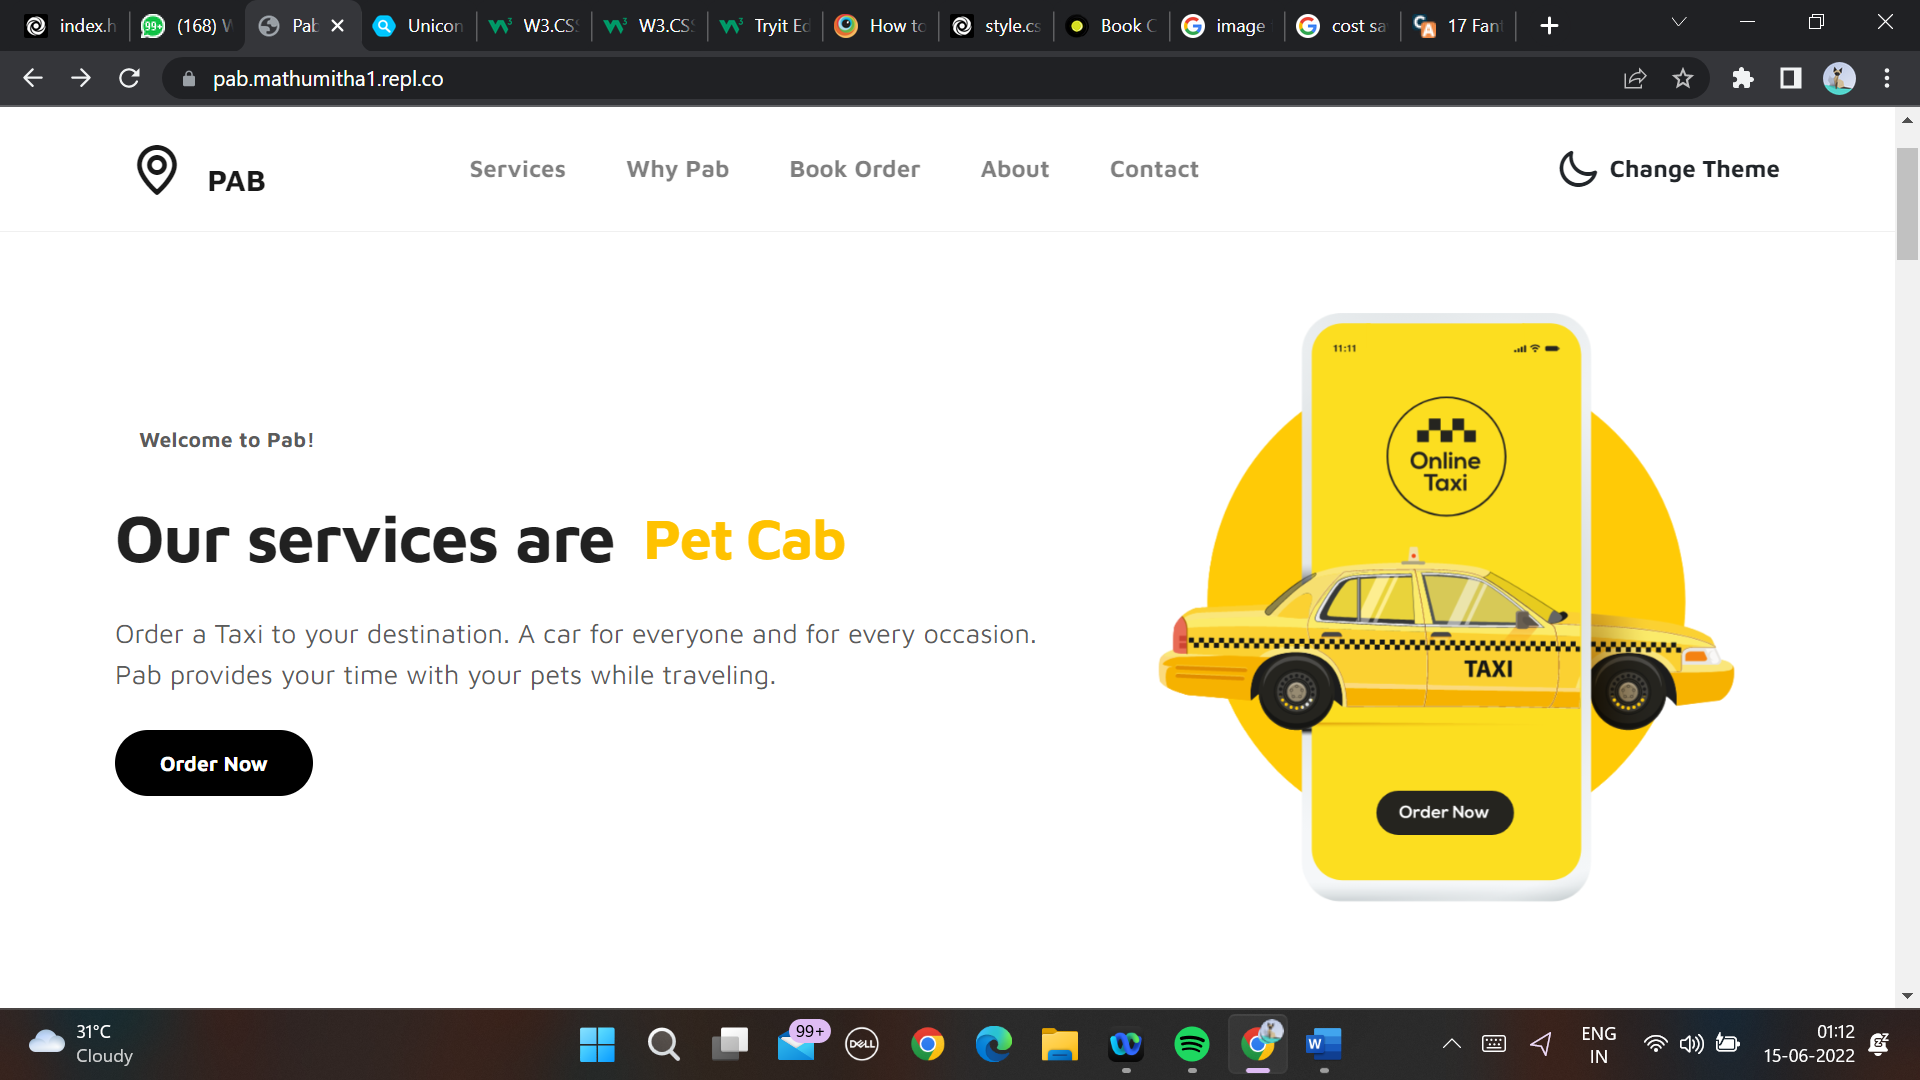 index.h
(168) W
Pab
Unicon
W3.CSS
W3.CSS
Tryit Ed
How to
style.cs
Book C
image
cost sa
17 Fant
pab.mathumitha1.repl.co
PAB
Services
Why Pab
Book Order
About
Contact
Change Theme
11:11
Online
Taxi
Welcome to Pab!
Our services are Pet Cab
Order a Taxi to your destination. A car for everyone and for every occasion.
Pab provides your time with your pets while traveling.
TAXI
Order Now
Order Now
31°C
Cloudy
99+
DELL
ENG
IN
01:12
15-06-2022